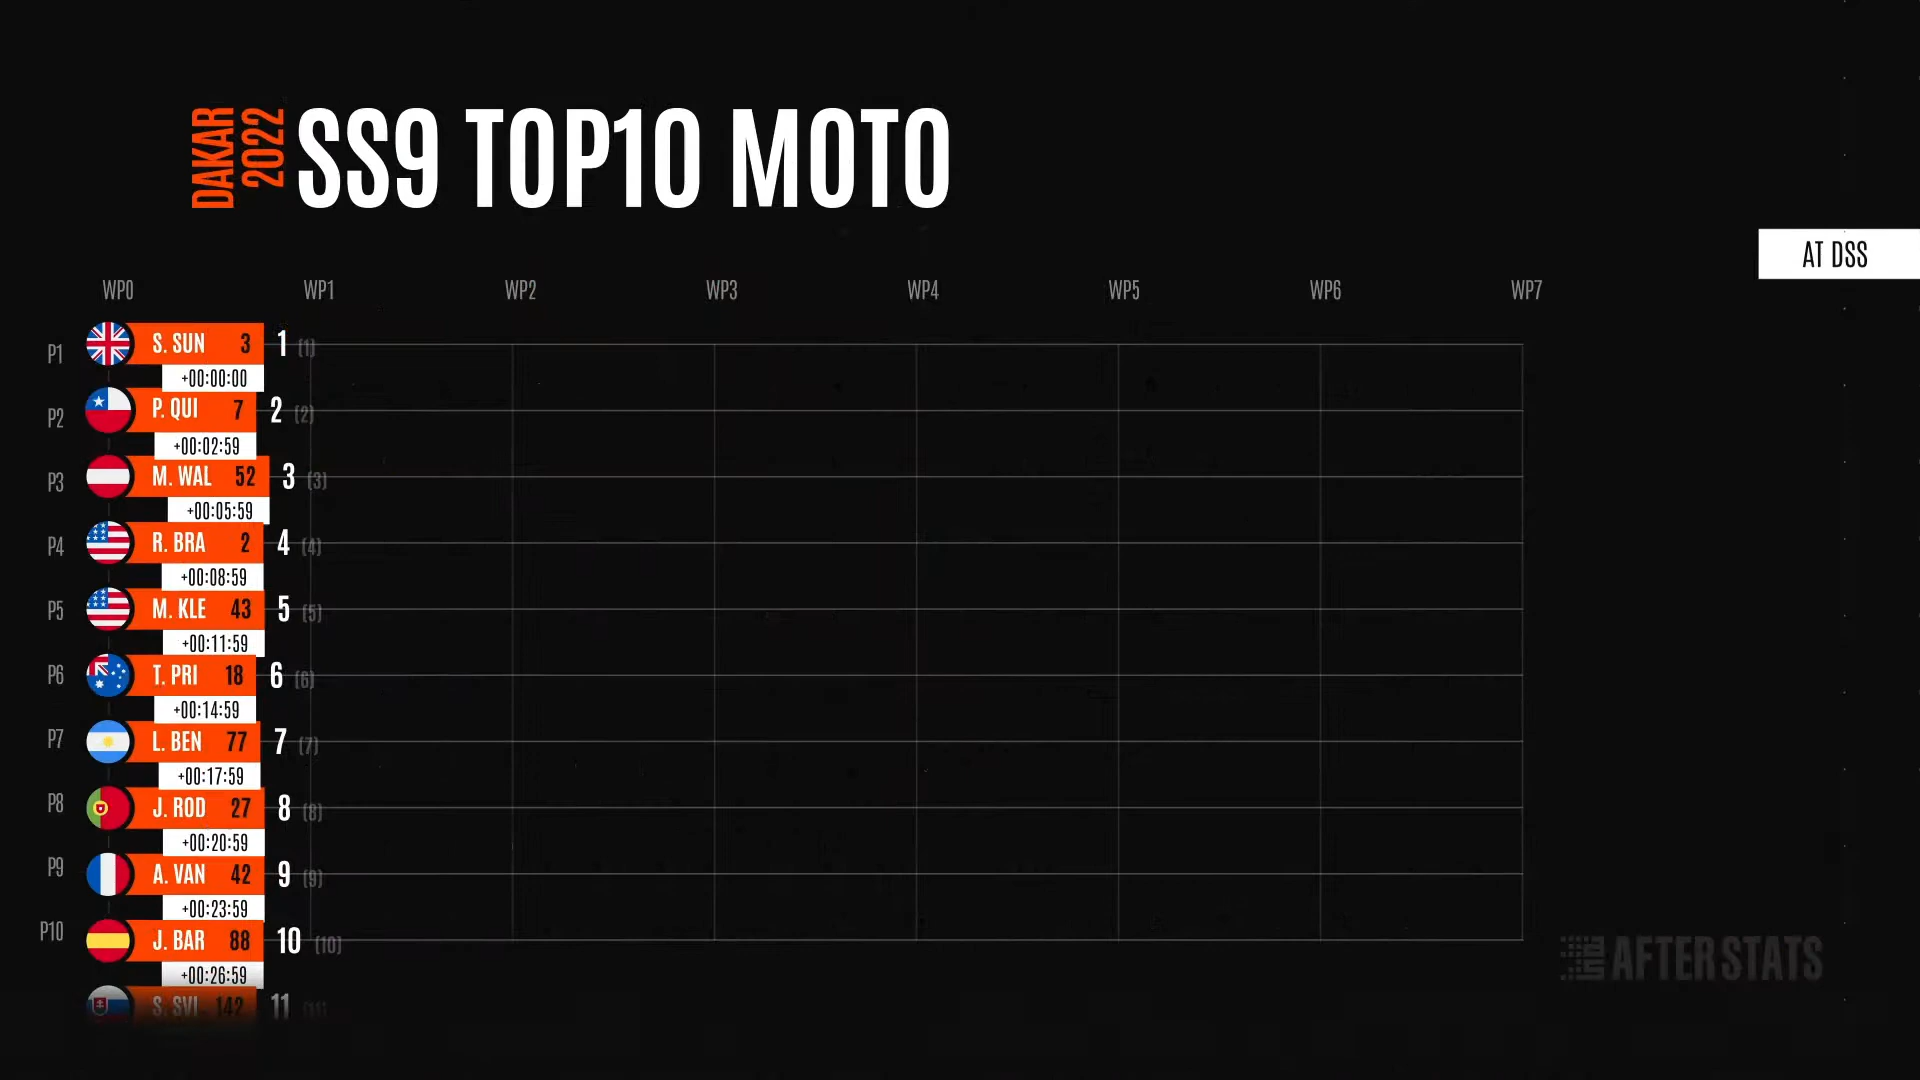 DAKAR
2022
SS9 TOP10 MOTO
AT DSS
WP0 WP1 WP2 WP3 WP4 WP5 WP6 WP7
P1 S. SUN 3 1 (1)
+00:00:00
P2 P. QUI 7 2 (2)
+00:02:59
P3 M. WAL 52 3 (3)
+00:05:59
P4 R. BRA 2 4 (4)
+00:08:59
P5 M. KLE 43 5 (5)
+00:11:59
P6 T. PRI 18 6 (6)
+00:14:59
P7 L. BEN 77 7 (7)
+00:17:59
P8 J. ROD 27 8 (8)
+00:20:59
P9 A. VAN 42 9 (9)
+00:23:59
P10 J. BAR 88 10 (10)
+00:26:59
S. SVI 142 11 (11)
AFTER STATS